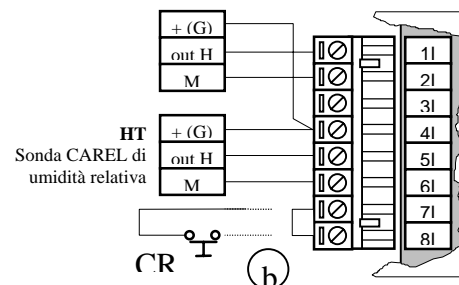 + (G)
out H
M
HT
Sonda CAREL di
umidità relativa
+ (G)
out H
M
CR
b
1I
2I
3I
4I
5I
6I
7I
8I